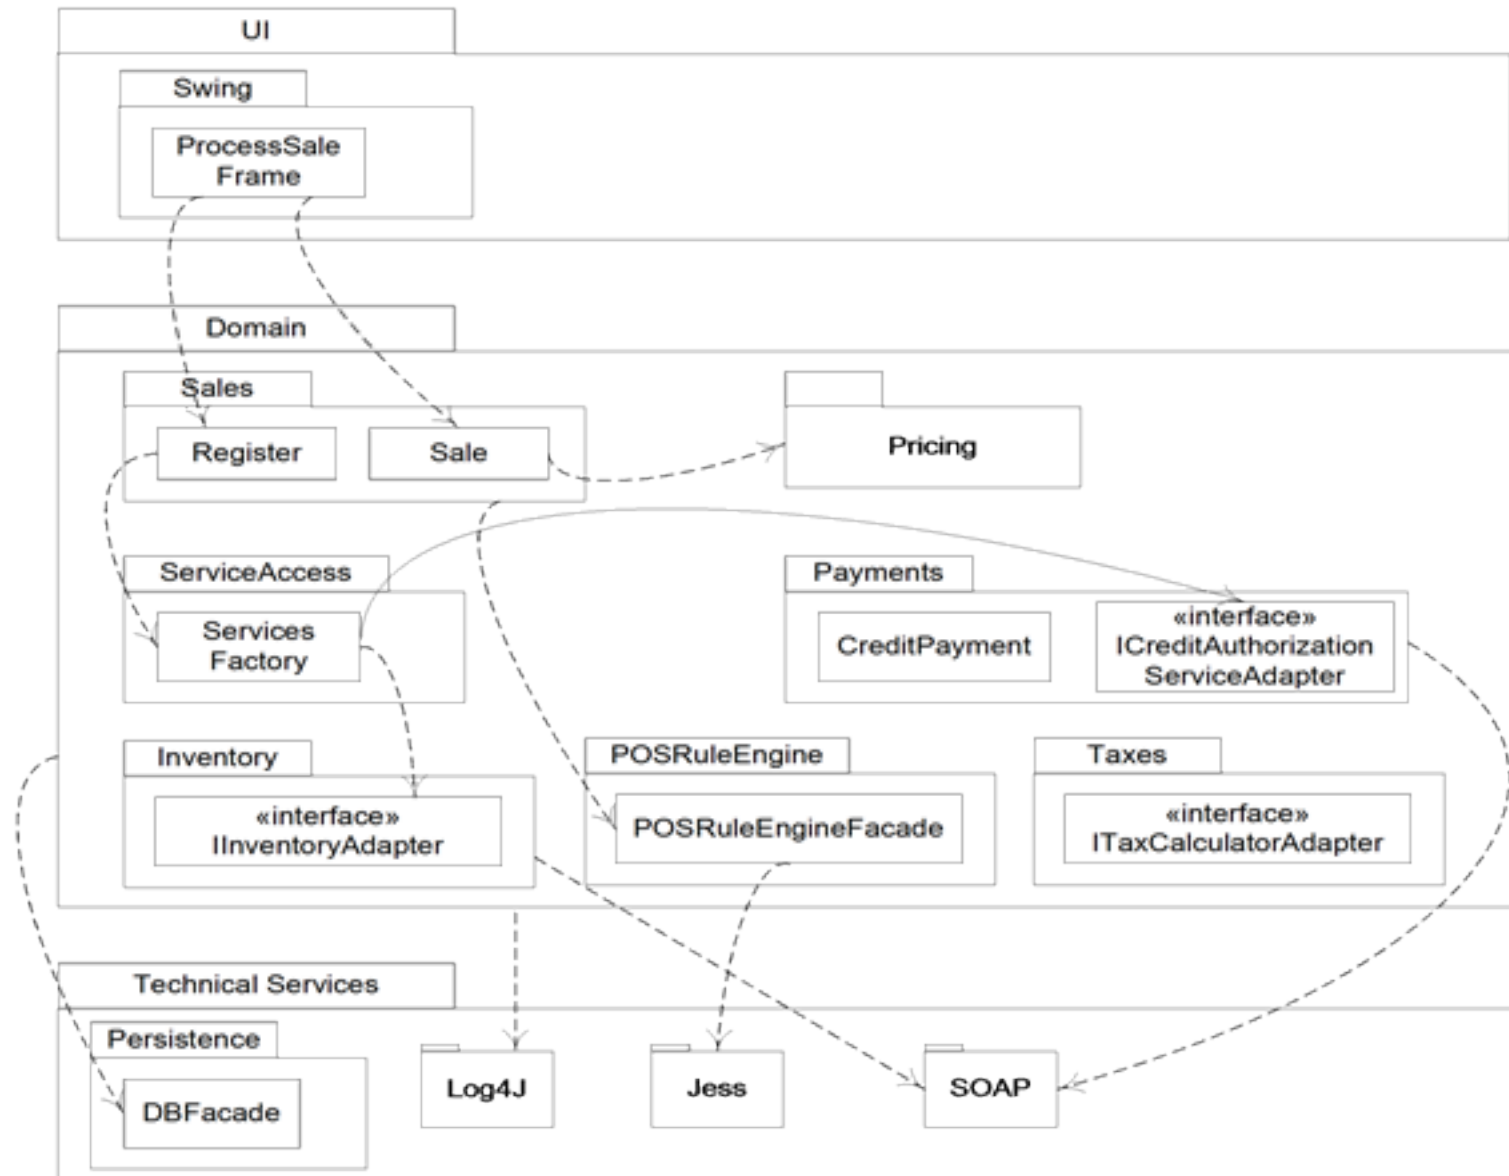 UI
Swing
ProcessSale
Frame
Domain
Sales
Register
Sale
Pricing
ServiceAccess
Services
Factory
Payments
CreditPayment
«interface»
ICreditAuthorization
ServiceAdapter
Inventory
«interface»
IInventoryAdapter
POSRuleEngine
POSRuleEngineFacade
Taxes
«interface»
ITaxCalculatorAdapter
Technical Services
Persistence
DBFacade
Log4J
Jess
SOAP